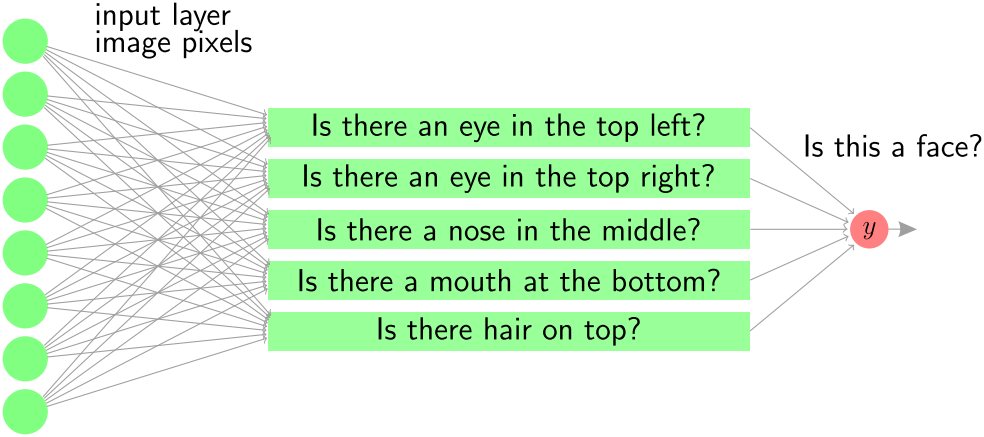 input layer
image pixels
Is there an eye in the top left?
Is there an eye in the top right?
Is there a nose in the middle?
Is there a mouth at the bottom?
Is there hair on top?
Is this a face?
y